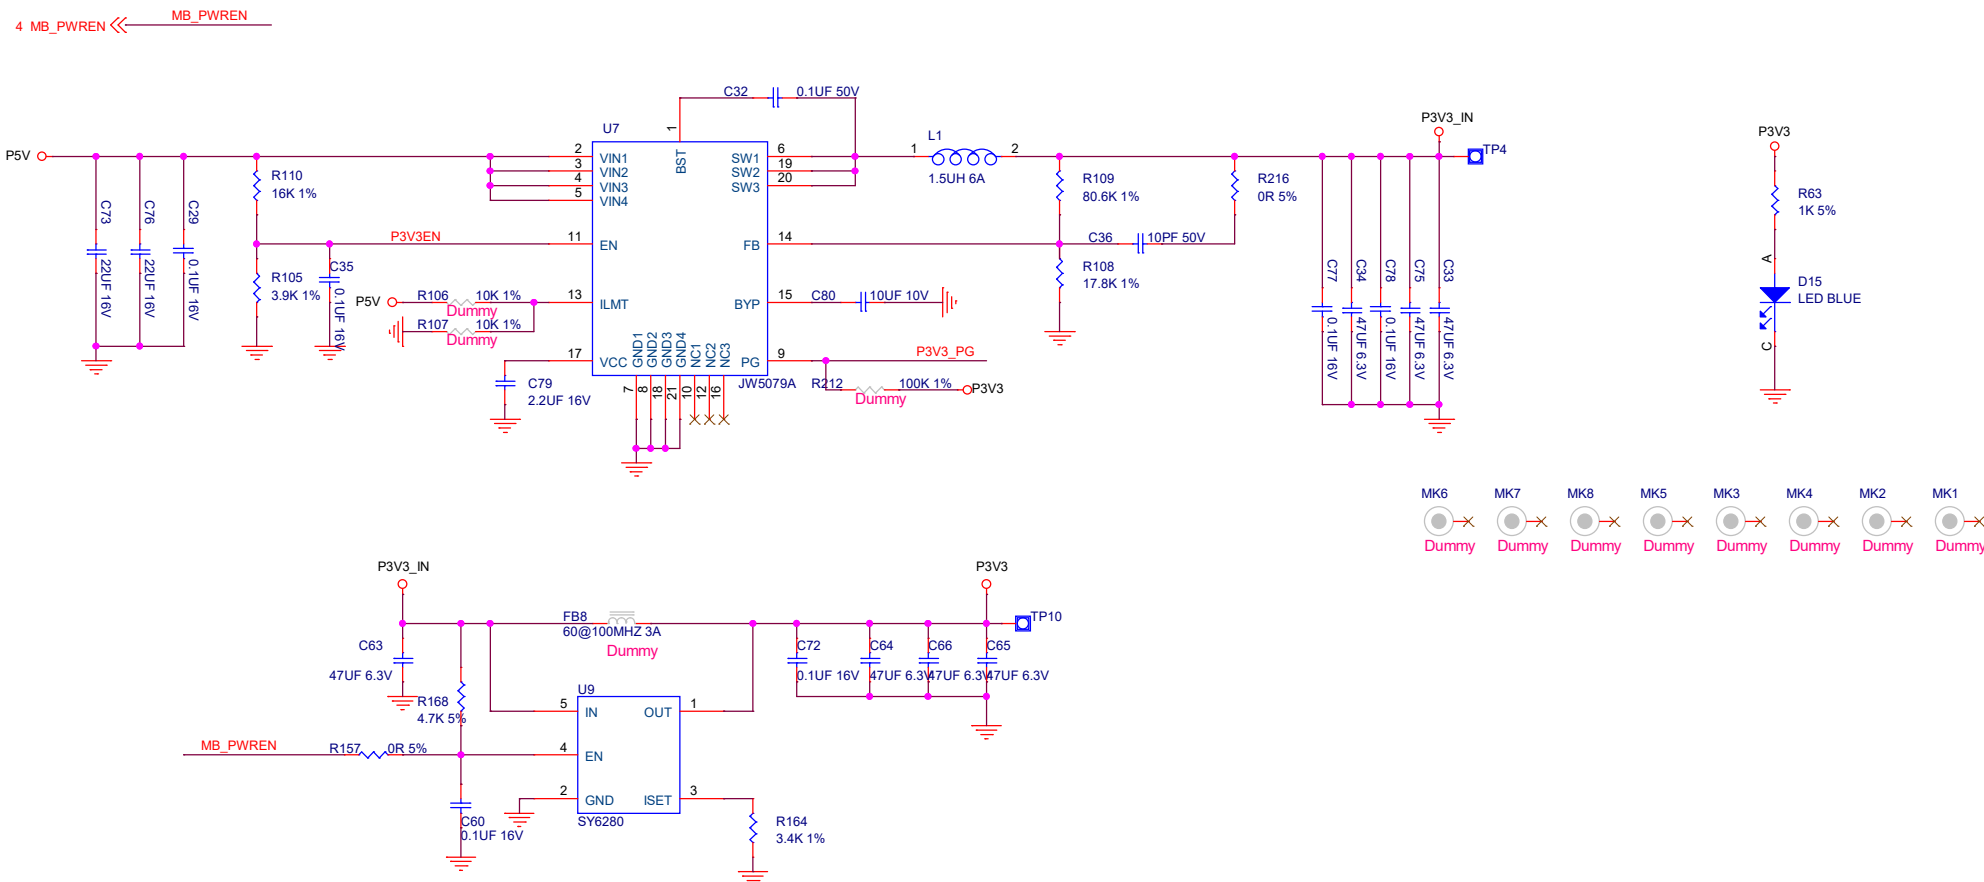 MB_PWREN
4 MB_PWREN
C32
0.1UF 50V
P3V3_IN
U7
1
L1
P3V3
P5V
2
VIN1
3
VIN2
4
VIN3
5
VIN4
BST
SW1
6
SW2
19
SW3
20
1
2
1.5UH 6A
TP4
R110
16K 1%
R109
80.6K 1%
R216
0R 5%
R63
1K 5%
C73
22UF 16V
C76
22UF 16V
C29
0.1UF 16V
P3V3EN
11
EN
FB
14
C36
10PF 50V
R105
3.9K 1%
C35
0.1UF 16V
R108
17.8K 1%
C77
0.1UF 16V
C34
47UF 6.3V
C78
0.1UF 16V
C75
47UF 6.3V
C33
47UF 6.3V
A
D15
LED BLUE
C
P5V
R106
10K 1%
Dummy
13
ILMT
BYP
15
C80
10UF 10V
R107
10K 1%
Dummy
17
VCC
GND1
GND2
GND3
GND4
NC1
NC2
NC3
PG
9
P3V3_PG
JW5079A
R212
100K 1%
P3V3
Dummy
C79
2.2UF 16V
7
8
18
21
10
12
16
MK6
MK7
MK8
MK5
MK3
MK4
MK2
MK1
Dummy
Dummy
Dummy
Dummy
Dummy
Dummy
Dummy
Dummy
P3V3_IN
P3V3
FB8
60@100MHZ 3A
Dummy
TP10
C63
47UF 6.3V
C72
0.1UF 16V
C64
47UF 6.3V
C66
47UF 6.3V
C65
47UF 6.3V
R168
4.7K 5%
U9
5
IN
OUT
1
MB_PWREN
R157
0R 5%
4
EN
2
GND
ISET
3
SY6280
C60
0.1UF 16V
R164
3.4K 1%